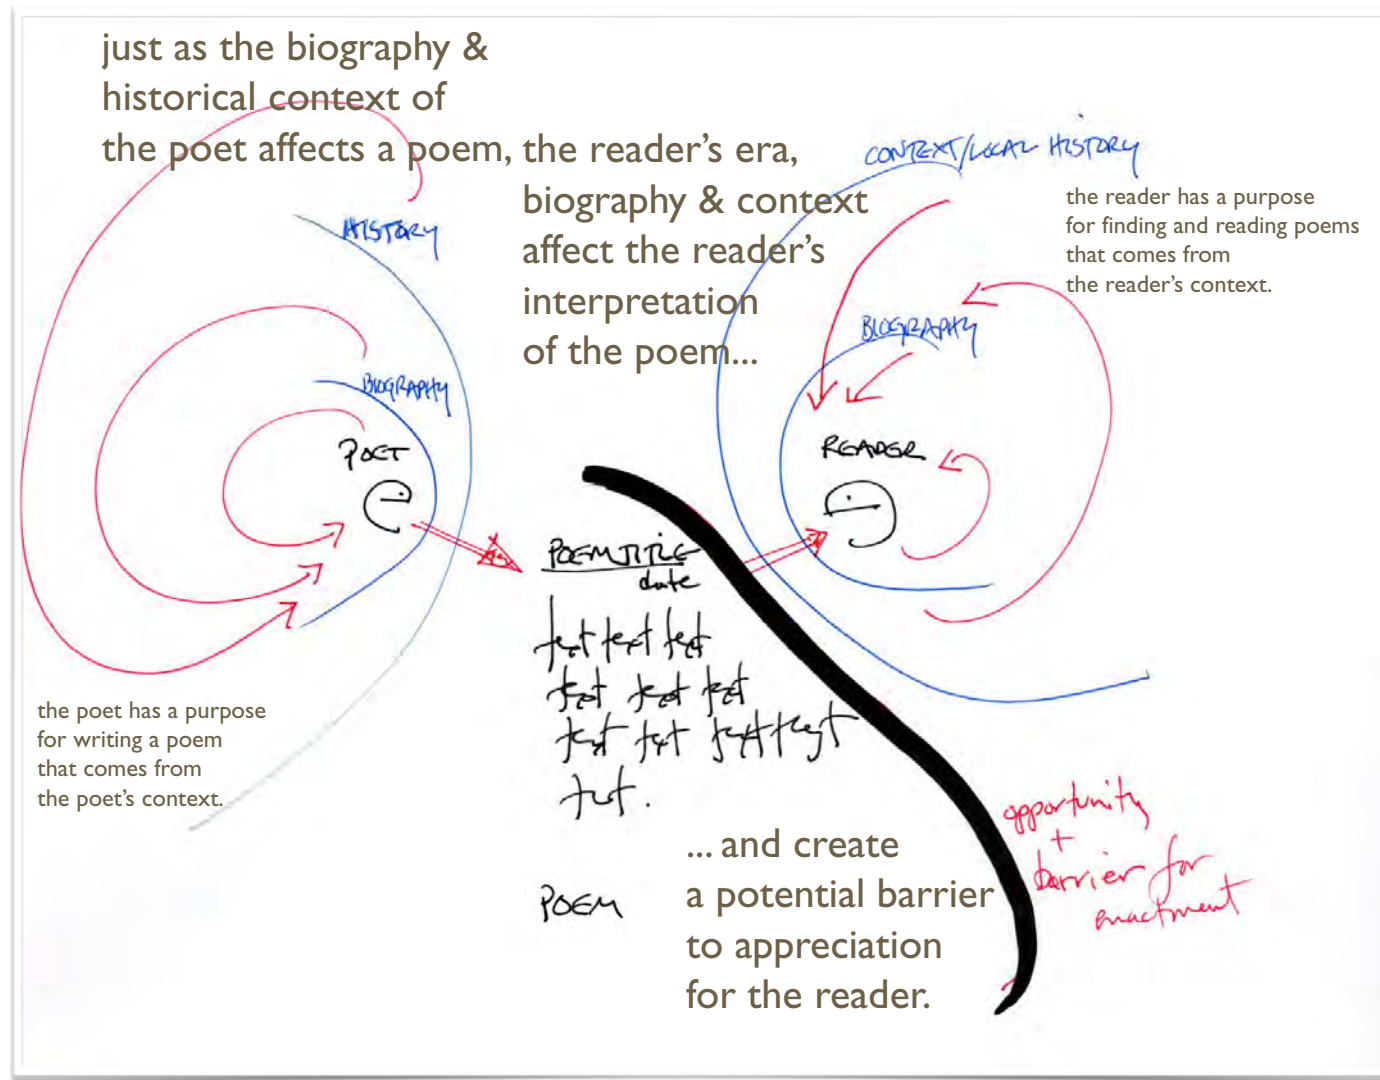 just as the biography &
historical context of
the poet affects a poem,
the reader's era,
biography & context
affect the reader's
interpretation
of the poem...
CONTEXT/LOCAL HISTORY
the reader has a purpose
for finding and reading poems
that comes from
the reader's context.
HISTORY
BIOGRAPHY
BIOGRAPHY
POET
READER
POEM TITLE
date
text text text
text text text
text text text text
text.
the poet has a purpose
for writing a poem
that comes from
the poet's context.
opportunity
+
barrier for
enactment
... and create
a potential barrier
to appreciation
for the reader.
POEM